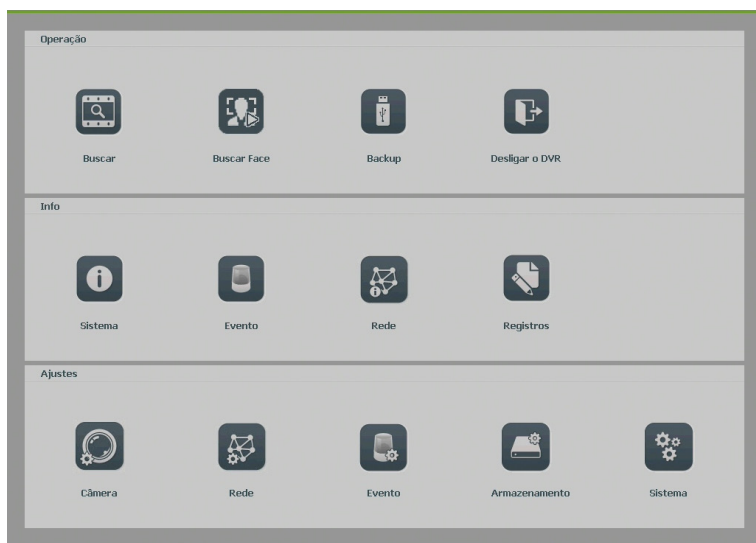 Operação
Buscar
Buscar Face
Backup
Desligar o DVR
Info
Sistema
Evento
Rede
Registros
Ajustes
Câmera
Rede
Evento
Armazenamento
Sistema